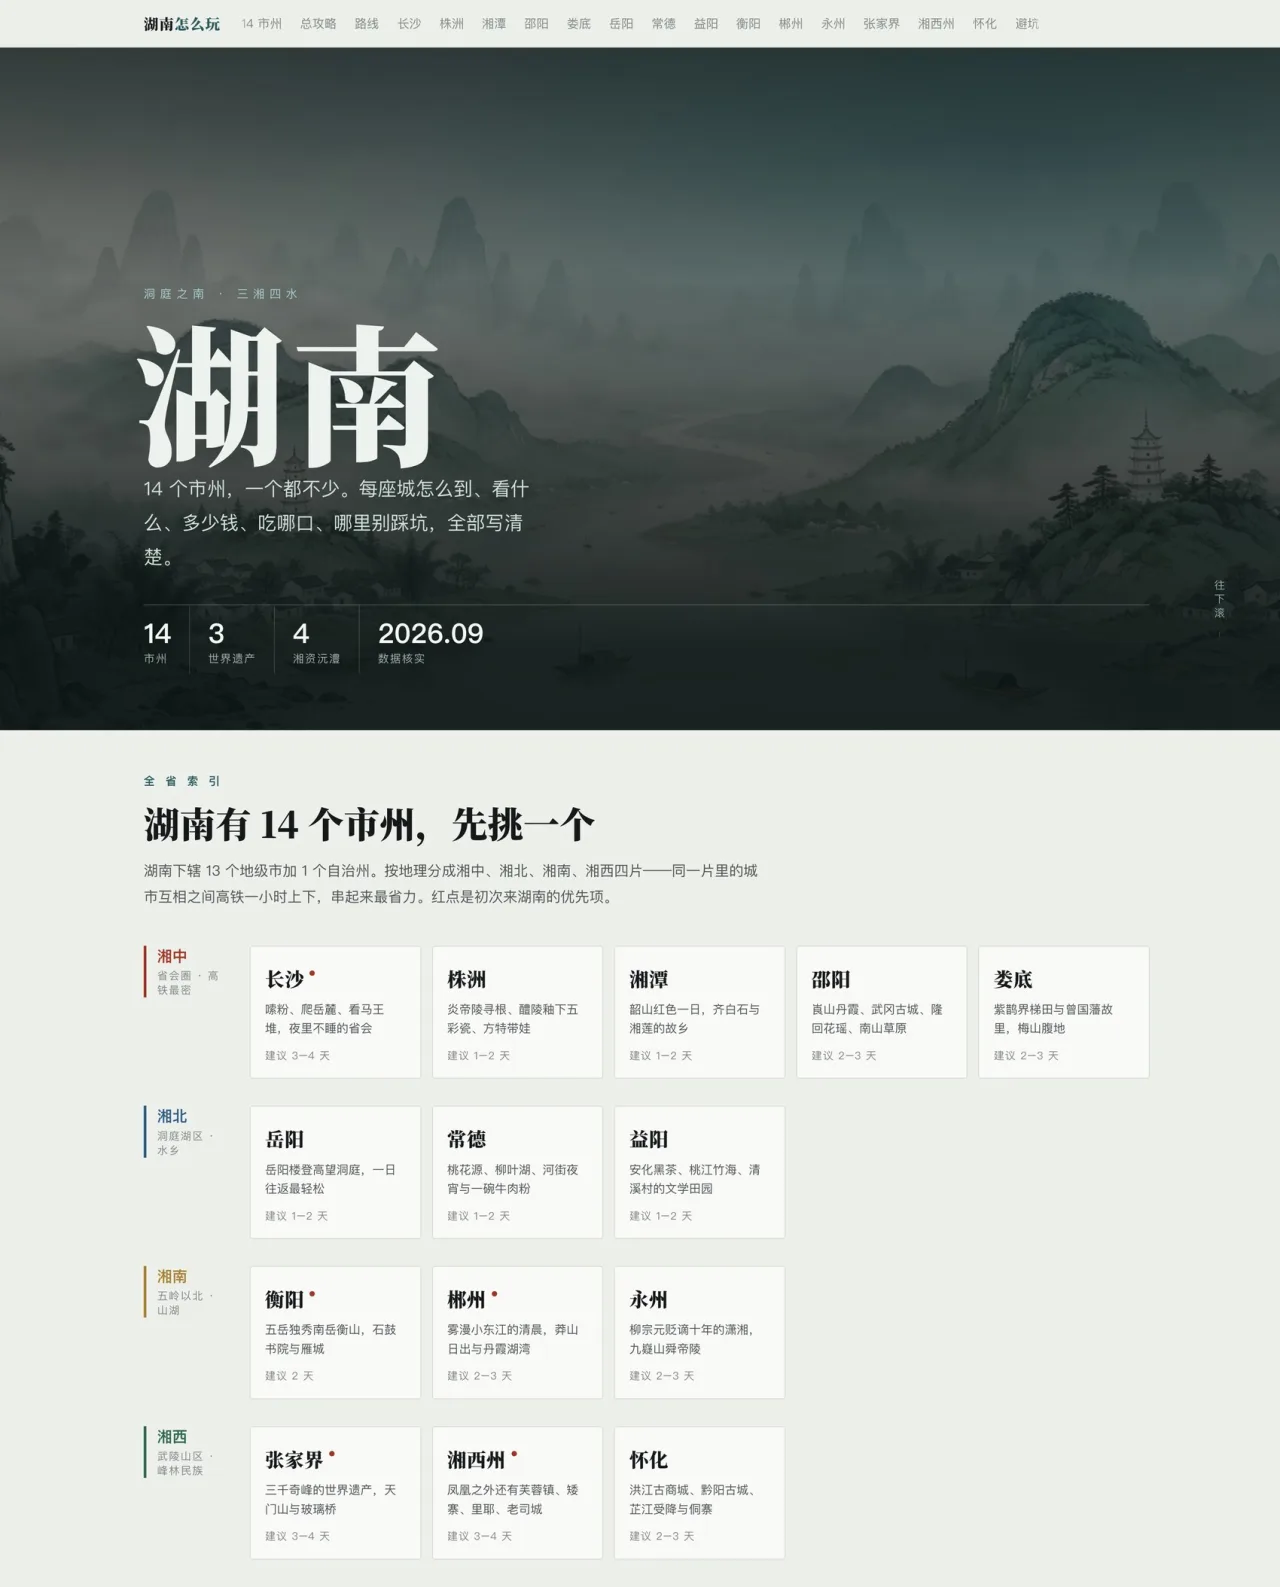 湖南怎么玩 14 市州 总攻略 路线 长沙 株洲 湘潭 邵阳 娄底 岳阳 常德 益阳 衡阳 郴州 永州 张家界 湘西州 怀化 避坑
洞庭之南 · 三湘四水
湖南
14 个市州，一个都不少。每座城怎么到、看什
么、多少钱、吃哪口、哪里别踩坑，全部写清
楚。
往下滚
14
市州
3
世界遗产
4
湘资沅澧
2026.09
数据核实
全省索引
湖南有 14 个市州，先挑一个
湖南下辖 13 个地级市加 1 个自治州。按地理分成湘中、湘北、湘南、湘西四片——同一片里的城
市互相之间高铁一小时上下，串起来最省力。红点是初次来湖南的优先项。
湘中
省会圈 · 高
铁最密
长沙
嗦粉、爬岳麓、看马王
堆，夜里不睡的省会
建议 3–4 天
株洲
炎帝陵寻根、醴陵釉下五
彩瓷、方特带娃
建议 1–2 天
湘潭
韶山红色一日，齐白石与
湘莲的故乡
建议 1–2 天
邵阳
崀山丹霞、武冈古城、隆
回花瑶、南山草原
建议 2–3 天
娄底
紫鹊界梯田与曾国藩故
里，梅山腹地
建议 2–3 天
湘北
洞庭湖区 ·
水乡
岳阳
岳阳楼登高望洞庭，一日
往返最轻松
建议 1–2 天
常德
桃花源、柳叶湖、河街夜
宵与一碗牛肉粉
建议 1–2 天
益阳
安化黑茶、桃江竹海、清
溪村的文学田园
建议 1–2 天
湘南
五岭以北 ·
山湖
衡阳
五岳独秀南岳衡山，石鼓
书院与雁城
建议 2 天
郴州
雾漫小东江的清晨，莽山
日出与丹霞湖湾
建议 2–3 天
永州
柳宗元贬谪十年的潇湘，
九嶷山舜帝陵
建议 2–3 天
湘西
武陵山区 ·
峰林民族
张家界
三千奇峰的世界遗产，天
门山与玻璃桥
建议 3–4 天
湘西州
凤凰之外还有芙蓉镇、矮
寨、里耶、老司城
建议 3–4 天
怀化
洪江古商城、黔阳古城、
芷江受降与侗寨
建议 2–3 天